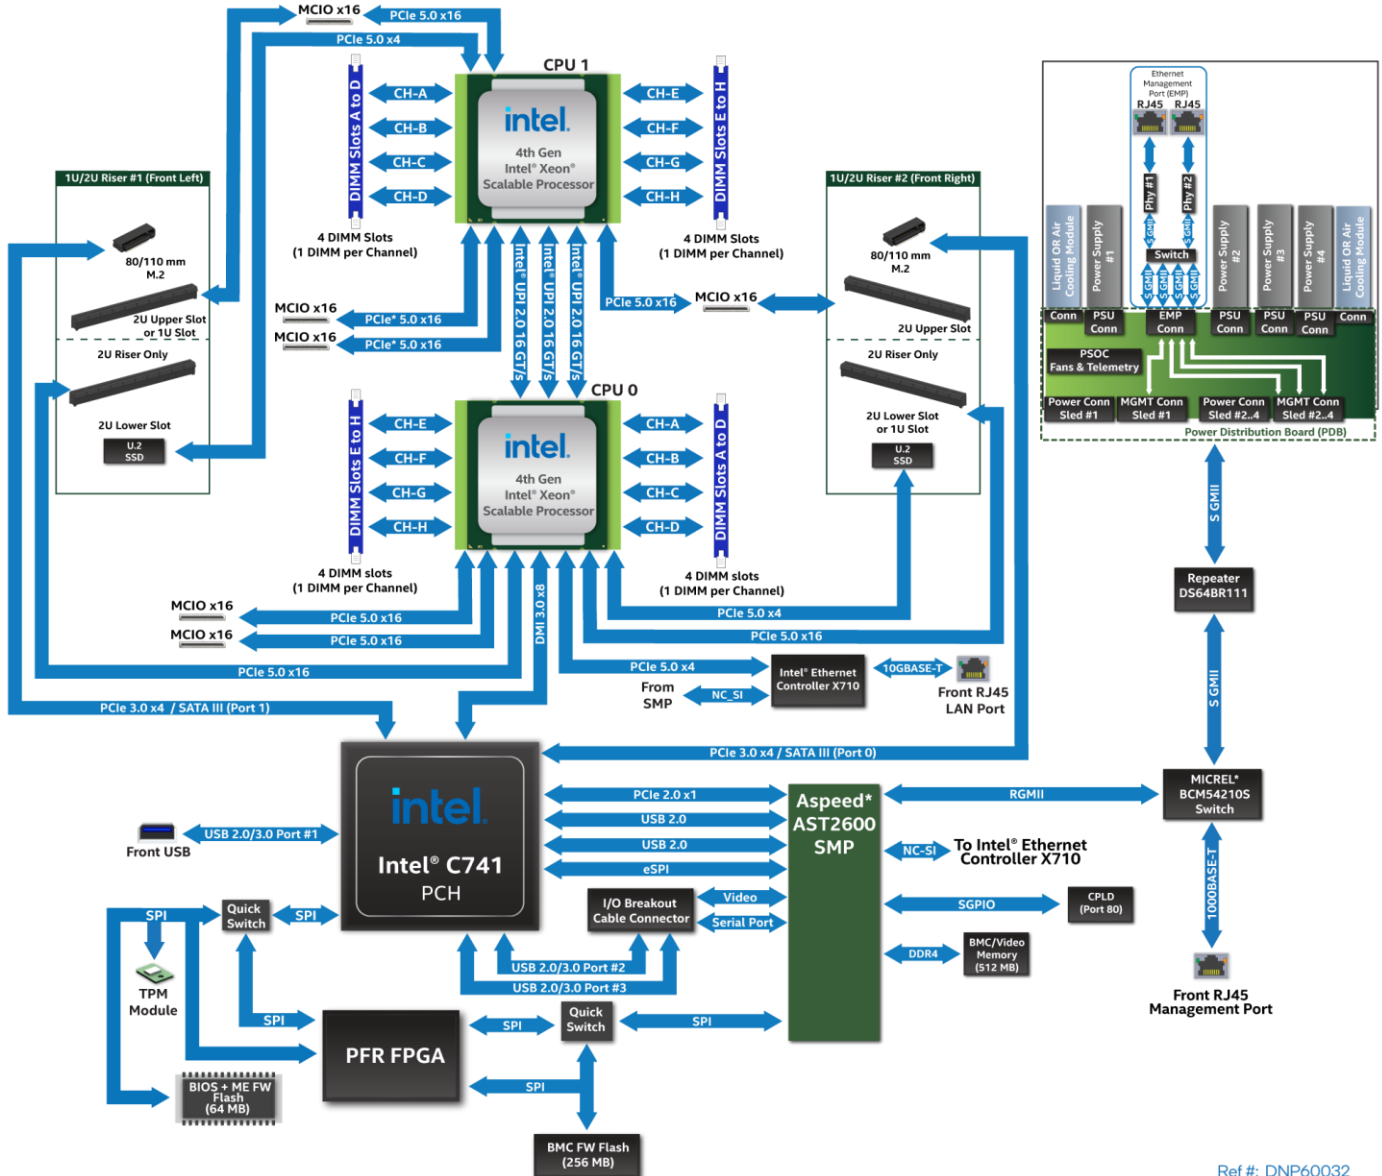 MCIO x16
PCIe 5.0 x16
PCIe 5.0 x4
CPU 1
DIMM Slots A to D
CH-A
CH-B
CH-C
CH-D
intel.
4th Gen
Intel® Xeon®
Scalable Processor
CH-E
CH-F
CH-G
CH-H
DIMM Slots E to H
4 DIMM Slots
(1 DIMM per Channel)
4 DIMM Slots
(1 DIMM per Channel)
1U/2U Riser #1 (Front Left)
80/110 mm
M.2
2U Upper Slot
or 1U Slot
2U Riser Only
2U Lower Slot
U.2
SSD
MCIO x16
PCIe* 5.0 x16
MCIO x16
PCIe* 5.0 x16
Intel® UPI 2.0 16 GT/s
Intel® UPI 2.0 16 GT/s
Intel® UPI 2.0 16 GT/s
PCIe 5.0 x16
MCIO x16
1U/2U Riser #2 (Front Right)
80/110 mm
M.2
2U Upper Slot
2U Riser Only
2U Lower Slot
or 1U Slot
U.2
SSD
CPU 0
DIMM Slots E to H
CH-E
CH-F
CH-G
CH-H
intel.
4th Gen
Intel® Xeon®
Scalable Processor
CH-A
CH-B
CH-C
CH-D
DIMM Slots A to D
4 DIMM slots
(1 DIMM per Channel)
4 DIMM slots
(1 DIMM per Channel)
MCIO x16
PCIe 5.0 x16
MCIO x16
PCIe 5.0 x16
PCIe 5.0 x16
DMI 3.0 x8
PCIe 5.0 x4
PCIe 5.0 x16
PCIe 5.0 x4
Intel® Ethernet
Controller X710
10GBASE-T
Front RJ45
LAN Port
From
SMP
NC_SI
PCIe 3.0 x4 / SATA III (Port 1)
PCIe 3.0 x4 / SATA III (Port 0)
Ethernet
Management
Port (EMP)
RJ45
RJ45
Phy #1
Phy #2
S GMII
S GMII
Switch
S GMII
S GMII
S GMII
S GMII
Liquid OR Air
Cooling Module
Power Supply
#1
Power Supply
#2
Power Supply
#3
Power Supply
#4
Liquid OR Air
Cooling Module
Conn
PSU
Conn
EMP
Conn
PSU
Conn
PSU
Conn
PSU
Conn
Conn
PSOC
Fans & Telemetry
Power Conn
Sled #1
MGMT Conn
Sled #1
Power Conn
Sled #2..4
MGMT Conn
Sled #2..4
Power Distribution Board (PDB)
S GMII
Repeater
DS64BR111
S GMII
MICREL*
BCM54210S
Switch
1000BASE-T
Front RJ45
Management Port
intel.
Intel® C741
PCH
Front USB
USB 2.0/3.0 Port #1
PCIe 2.0 x1
USB 2.0
USB 2.0
eSPI
Aspeed*
AST2600
SMP
RGMII
NC-SI
To Intel® Ethernet
Controller X710
SGPIO
CPLD
(Port 80)
DDR4
BMC/Video
Memory
(512 MB)
I/O Breakout
Cable Connector
Video
Serial Port
USB 2.0/3.0 Port #2
USB 2.0/3.0 Port #3
SPI
Quick
Switch
SPI
TPM
Module
SPI
PFR FPGA
SPI
Quick
Switch
SPI
SPI
BIOS + ME FW
Flash
(64 MB)
BMC FW Flash
(256 MB)
Ref #: DNP60032